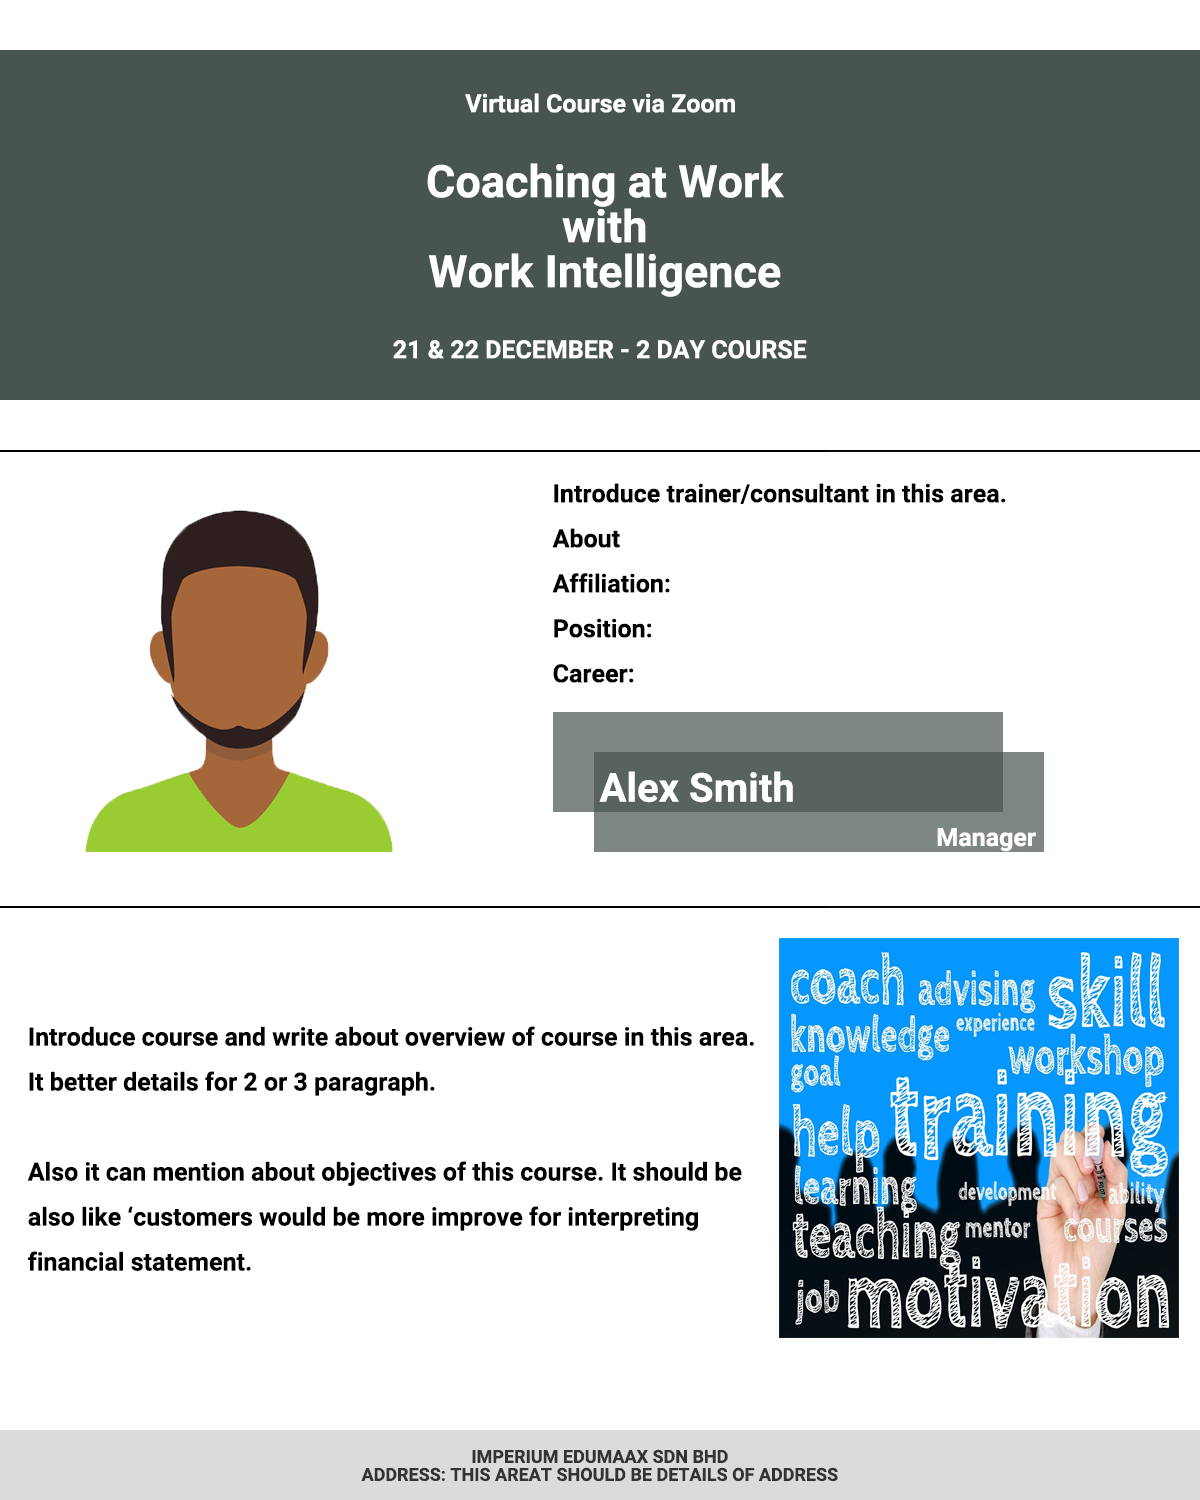 Virtual Course via Zoom
Coaching at Work
with
Work Intelligence
21 & 22 DECEMBER - 2 DAY COURSE
Introduce trainer/consultant in this area.
About
Affiliation:
Position:
Career:
Alex Smith
Manager
Introduce course and write about overview of course in this area.
It better details for 2 or 3 paragraph.
Also it can mention about objectives of this course. It should be
also like ‘customers would be more improve for interpreting
financial statement.
coach advising skill
knowledge experience
goal workshop
help training
learning development ability
teaching mentor courses
job motivation
IMPERIUM EDUMAAX SDN BHD
ADDRESS: THIS AREAT SHOULD BE DETAILS OF ADDRESS